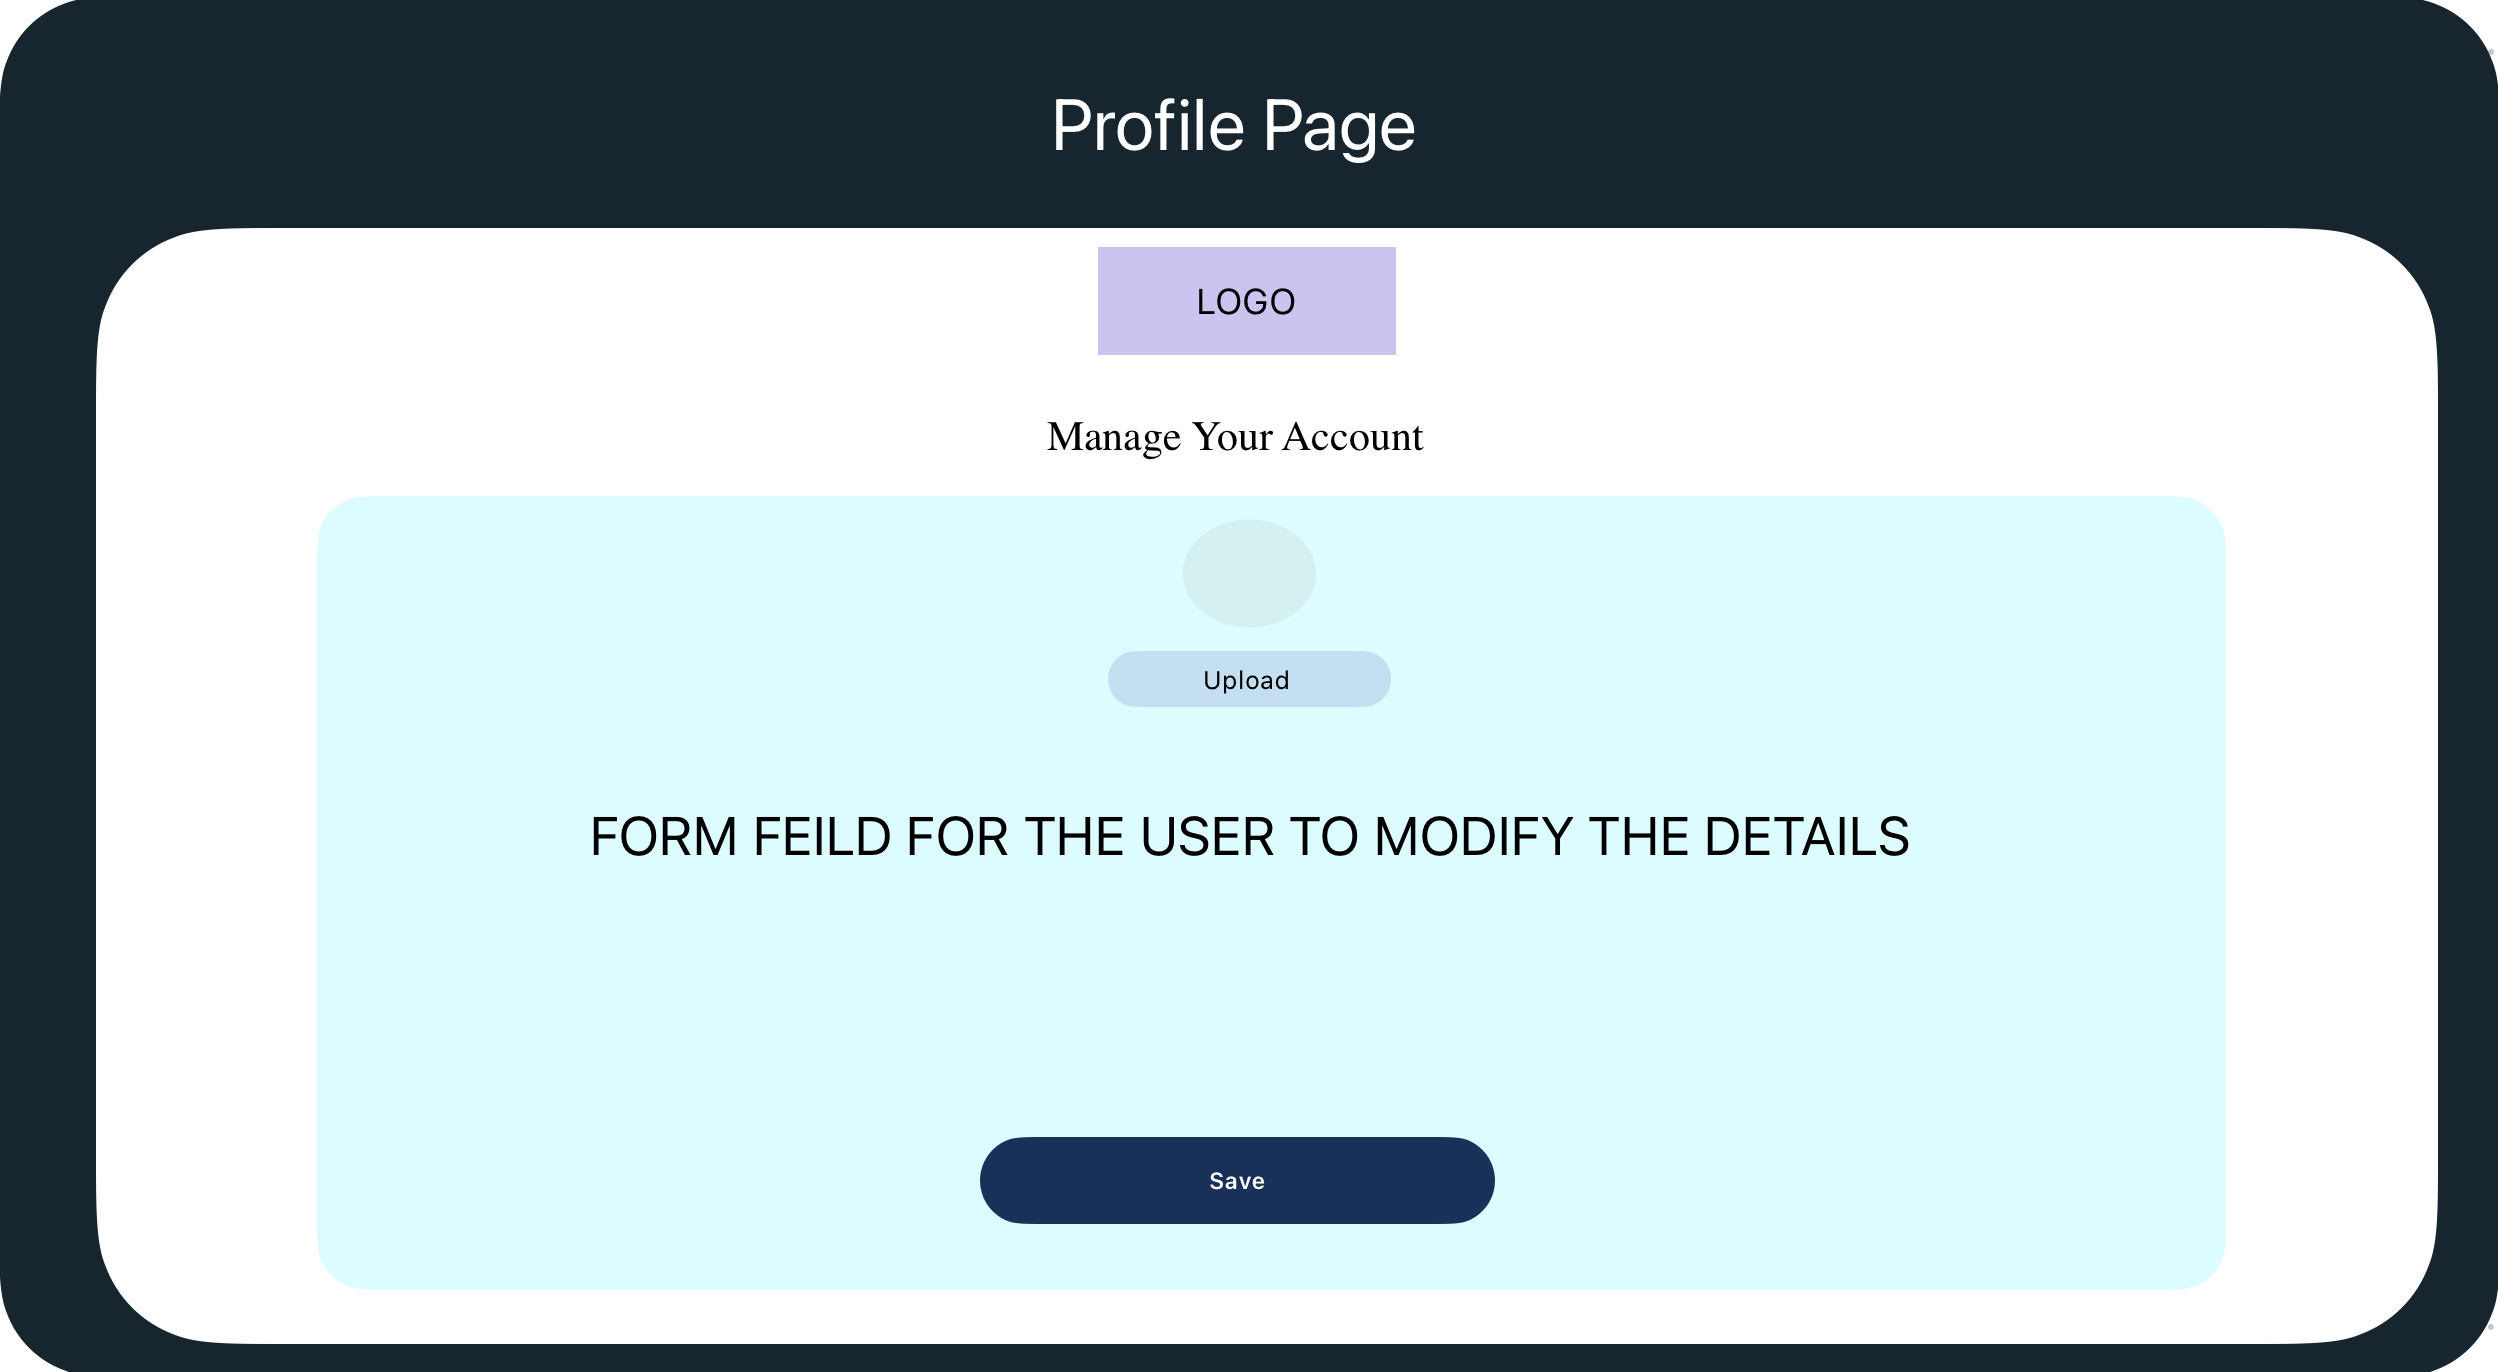 Profile Page
LOGO
Manage Your Account
Upload
FORM FEILD FOR THE USER TO MODIFY THE DETAILS
Save